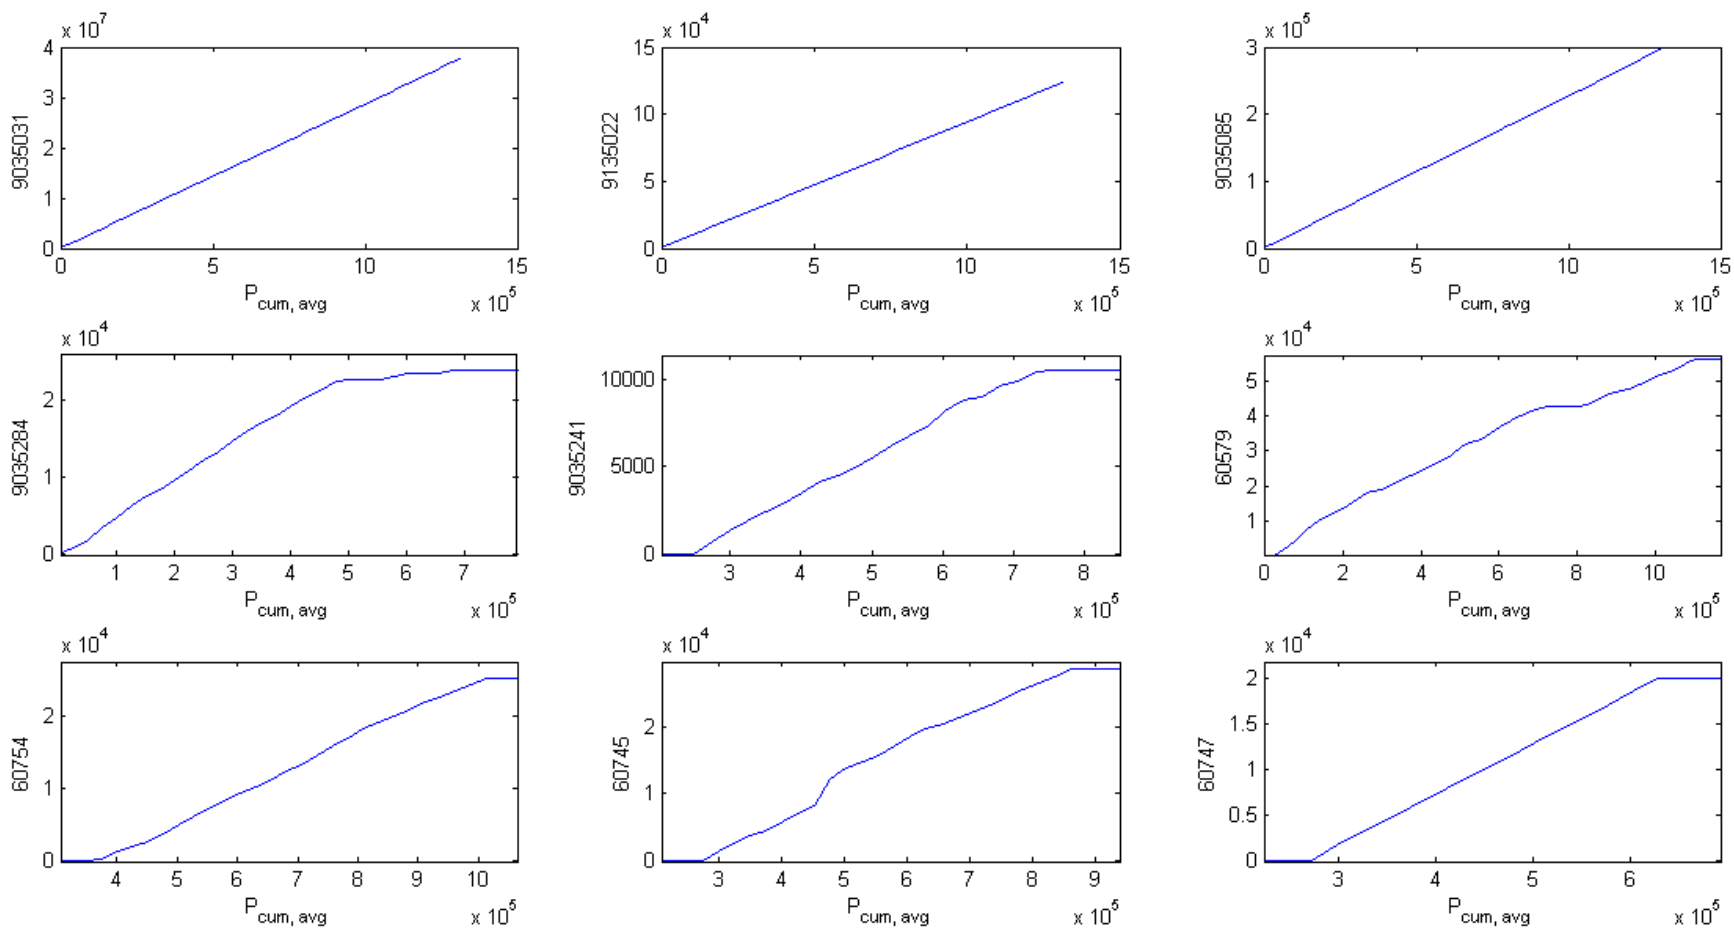 x 10^7
4
3
2
1
0
9035031
0 5 10 15
P_cum, avg
x 10^5
x 10^4
15
10
5
0
9135022
0 5 10 15
P_cum, avg
x 10^5
x 10^5
3
2
1
0
9035085
0 5 10 15
P_cum, avg
x 10^5
x 10^4
2
1
0
9035284
1 2 3 4 5 6 7
P_cum, avg
x 10^5
10000
5000
0
9035241
3 4 5 6 7 8
P_cum, avg
x 10^5
x 10^4
5
4
3
2
1
60579
0 2 4 6 8 10
P_cum, avg
x 10^5
x 10^4
2
1
0
60754
4 5 6 7 8 9 10
P_cum, avg
x 10^5
x 10^4
2
1
0
60745
3 4 5 6 7 8 9
P_cum, avg
x 10^5
x 10^4
2
1.5
1
0.5
0
60747
3 4 5 6
P_cum, avg
x 10^5